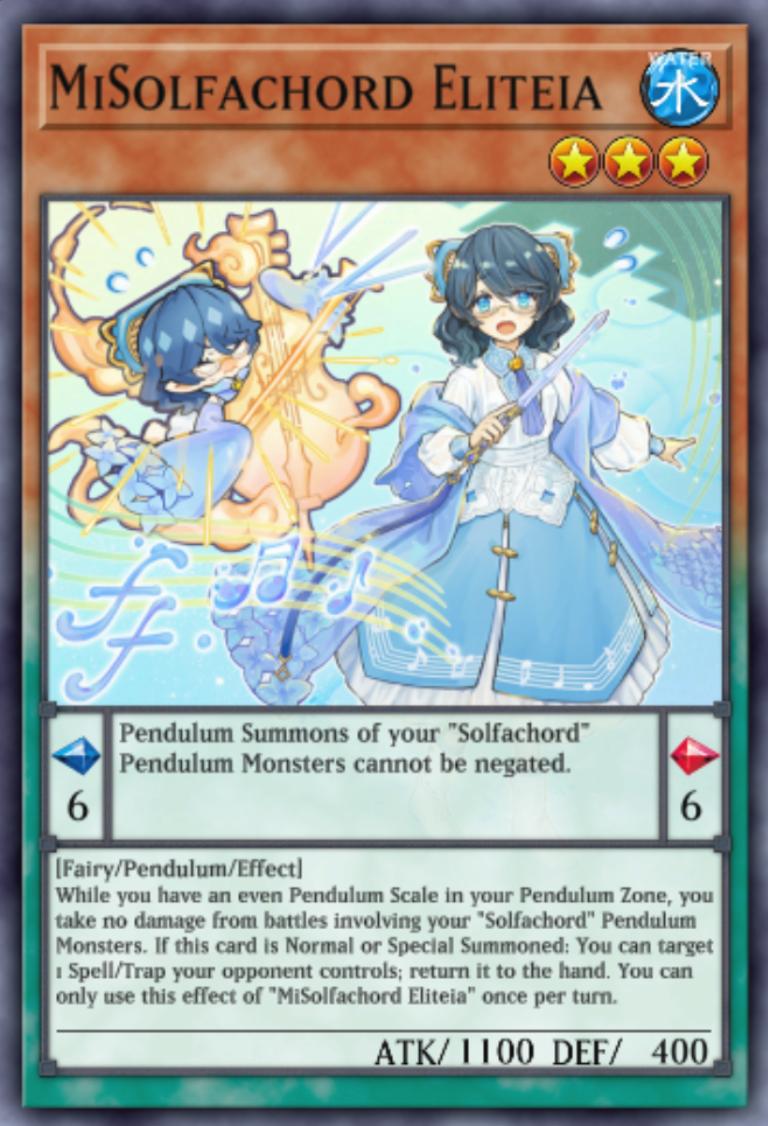 MiSolfachord Eliteia
WATER
水
ff
Pendulum Summons of your "Solfachord"
Pendulum Monsters cannot be negated.
6
6
[Fairy/Pendulum/Effect]
While you have an even Pendulum Scale in your Pendulum Zone, you
take no damage from battles involving your "Solfachord" Pendulum
Monsters. If this card is Normal or Special Summoned: You can target
1 Spell/Trap your opponent controls; return it to the hand. You can
only use this effect of "MiSolfachord Eliteia" once per turn.
ATK/ 1100 DEF/ 400